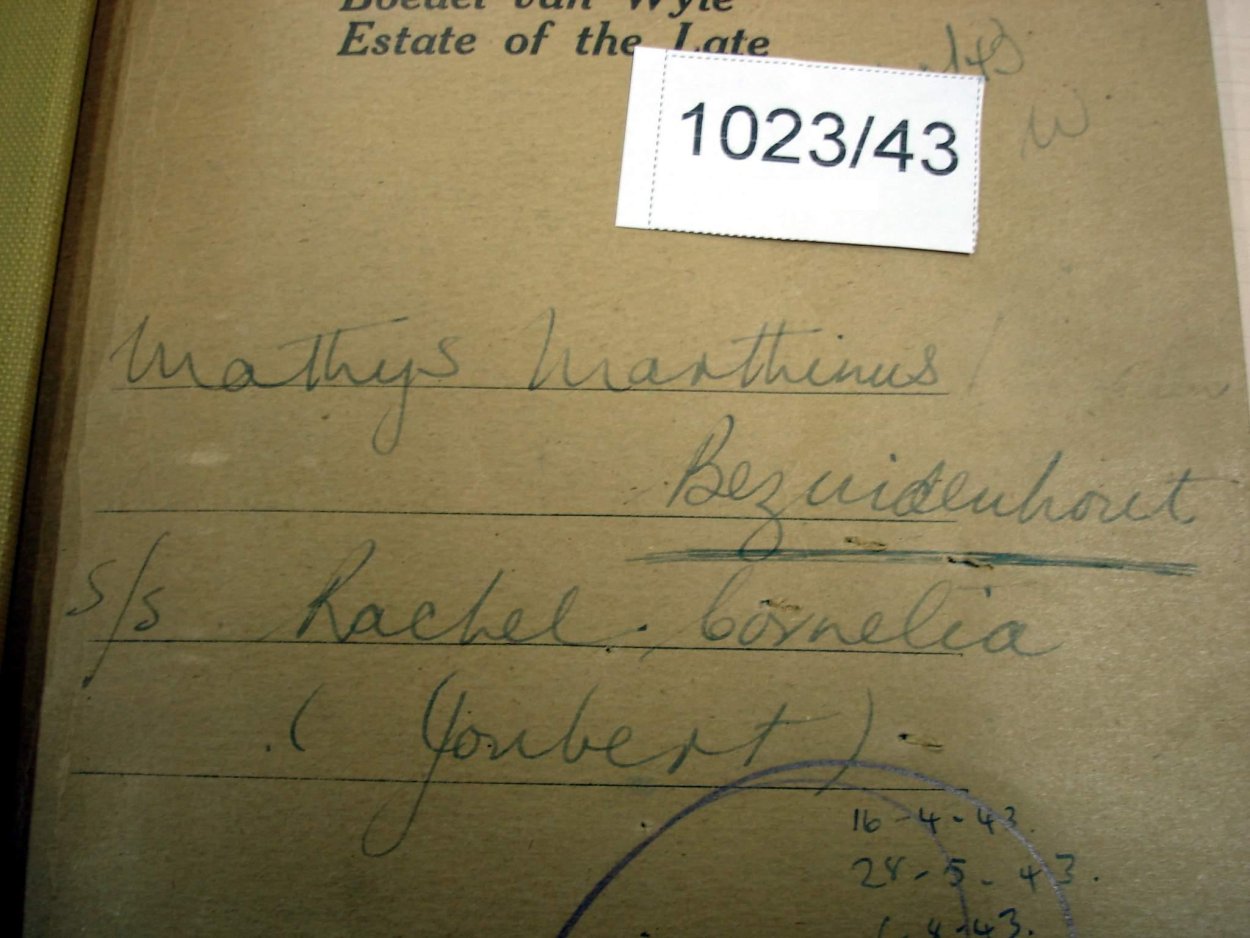 Boedel van Wyle
Estate of the Late
1023/43
Mathys Marthinus
Bezuidenhout
s/s Rachel Cornelia
(Joubert)
16-4-43.
28-5-43.